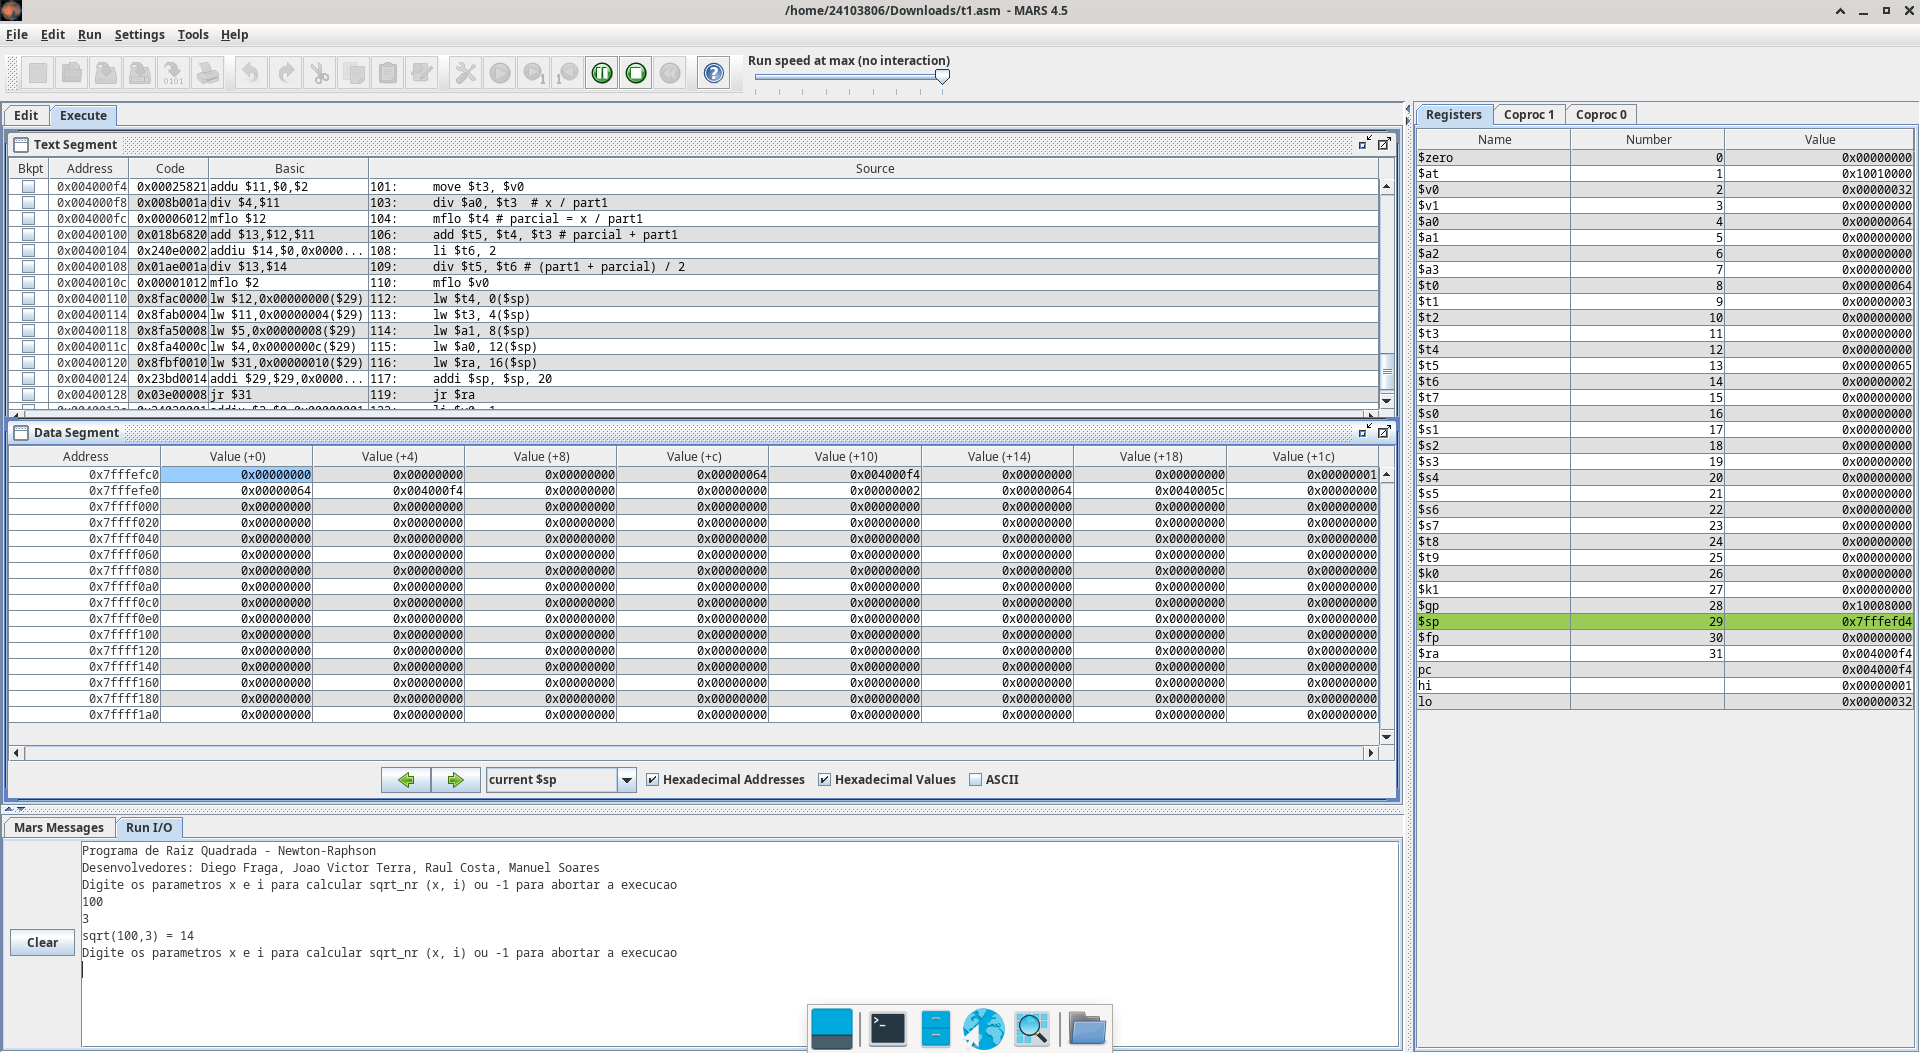 /home/24103806/Downloads/t1.asm - MARS 4.5
File Edit Run Settings Tools Help
Run speed at max (no interaction)
Edit Execute
Text Segment
Bkpt Address Code Basic Source
0x004000f4 0x00025821 addu $11,$0,$2 101: move $t3, $v0
0x004000f8 0x008b001a div $4,$11 103: div $a0, $t3 # x / part1
0x004000fc 0x00006012 mflo $12 104: mflo $t4 # parcial = x / part1
0x00400100 0x018b6820 add $13,$12,$11 106: add $t5, $t4, $t3 # parcial + part1
0x00400104 0x240e0002 addiu $14,$0,0x0000... 108: li $t6, 2
0x00400108 0x01ae001a div $13,$14 109: div $t5, $t6 # (part1 + parcial) / 2
0x0040010c 0x00001012 mflo $2 110: mflo $v0
0x00400110 0x8fac0000 lw $12,0x00000000($29) 112: lw $t4, 0($sp)
0x00400114 0x8fab0004 lw $11,0x00000004($29) 113: lw $t3, 4($sp)
0x00400118 0x8fa50008 lw $5,0x00000008($29) 114: lw $a1, 8($sp)
0x0040011c 0x8fa4000c lw $4,0x0000000c($29) 115: lw $a0, 12($sp)
0x00400120 0x8fbf0010 lw $31,0x00000010($29) 116: lw $ra, 16($sp)
0x00400124 0x23bd0014 addi $29,$29,0x0000... 117: addi $sp, $sp, 20
0x00400128 0x03e00008 jr $31 119: jr $ra
Data Segment
Address Value (+0) Value (+4) Value (+8) Value (+c) Value (+10) Value (+14) Value (+18) Value (+1c)
0x7fffefc0 0x00000000 0x00000000 0x00000000 0x00000064 0x004000f4 0x00000000 0x00000000 0x00000001
0x7fffefe0 0x00000064 0x004000f4 0x00000000 0x00000002 0x00000064 0x0040005c 0x00000000
0x7ffff000 0x00000000 0x00000000 0x00000000 0x00000000 0x00000000 0x00000000 0x00000000 0x00000000
0x7ffff020 0x00000000 0x00000000 0x00000000 0x00000000 0x00000000 0x00000000 0x00000000 0x00000000
0x7ffff040 0x00000000 0x00000000 0x00000000 0x00000000 0x00000000 0x00000000 0x00000000 0x00000000
0x7ffff060 0x00000000 0x00000000 0x00000000 0x00000000 0x00000000 0x00000000 0x00000000 0x00000000
0x7ffff080 0x00000000 0x00000000 0x00000000 0x00000000 0x00000000 0x00000000 0x00000000 0x00000000
0x7ffff0a0 0x00000000 0x00000000 0x00000000 0x00000000 0x00000000 0x00000000 0x00000000 0x00000000
0x7ffff0c0 0x00000000 0x00000000 0x00000000 0x00000000 0x00000000 0x00000000 0x00000000 0x00000000
0x7ffff0e0 0x00000000 0x00000000 0x00000000 0x00000000 0x00000000 0x00000000 0x00000000 0x00000000
0x7ffff100 0x00000000 0x00000000 0x00000000 0x00000000 0x00000000 0x00000000 0x00000000 0x00000000
0x7ffff120 0x00000000 0x00000000 0x00000000 0x00000000 0x00000000 0x00000000 0x00000000 0x00000000
0x7ffff140 0x00000000 0x00000000 0x00000000 0x00000000 0x00000000 0x00000000 0x00000000 0x00000000
0x7ffff160 0x00000000 0x00000000 0x00000000 0x00000000 0x00000000 0x00000000 0x00000000 0x00000000
0x7ffff180 0x00000000 0x00000000 0x00000000 0x00000000 0x00000000 0x00000000 0x00000000 0x00000000
0x7ffff1a0 0x00000000 0x00000000 0x00000000 0x00000000 0x00000000 0x00000000 0x00000000 0x00000000
current $sp Hexadecimal Addresses Hexadecimal Values ASCII
Mars Messages Run I/O
Programa de Raiz Quadrada - Newton-Raphson
Desenvolvedores: Diego Fraga, Joao Victor Terra, Raul Costa, Manuel Soares
Digite os parametros x e i para calcular sqrt_nr (x, i) ou -1 para abortar a execucao
100
3
sqrt(100,3) = 14
Digite os parametros x e i para calcular sqrt_nr (x, i) ou -1 para abortar a execucao
Clear
Registers Coproc 1 Coproc 0
Name Number Value
$zero 0 0x00000000
$at 1 0x10010000
$v0 2 0x00000032
$v1 3 0x00000000
$a0 4 0x00000064
$a1 5 0x00000000
$a2 6 0x00000000
$a3 7 0x00000000
$t0 8 0x00000064
$t1 9 0x00000003
$t2 10 0x00000000
$t3 11 0x00000000
$t4 12 0x00000000
$t5 13 0x00000065
$t6 14 0x00000002
$t7 15 0x00000000
$s0 16 0x00000000
$s1 17 0x00000000
$s2 18 0x00000000
$s3 19 0x00000000
$s4 20 0x00000000
$s5 21 0x00000000
$s6 22 0x00000000
$s7 23 0x00000000
$t8 24 0x00000000
$t9 25 0x00000000
$k0 26 0x00000000
$k1 27 0x00000000
$gp 28 0x10008000
$sp 29 0x7fffefd4
$fp 30 0x00000000
$ra 31 0x004000f4
pc 0x004000f4
hi 0x00000001
lo 0x00000032